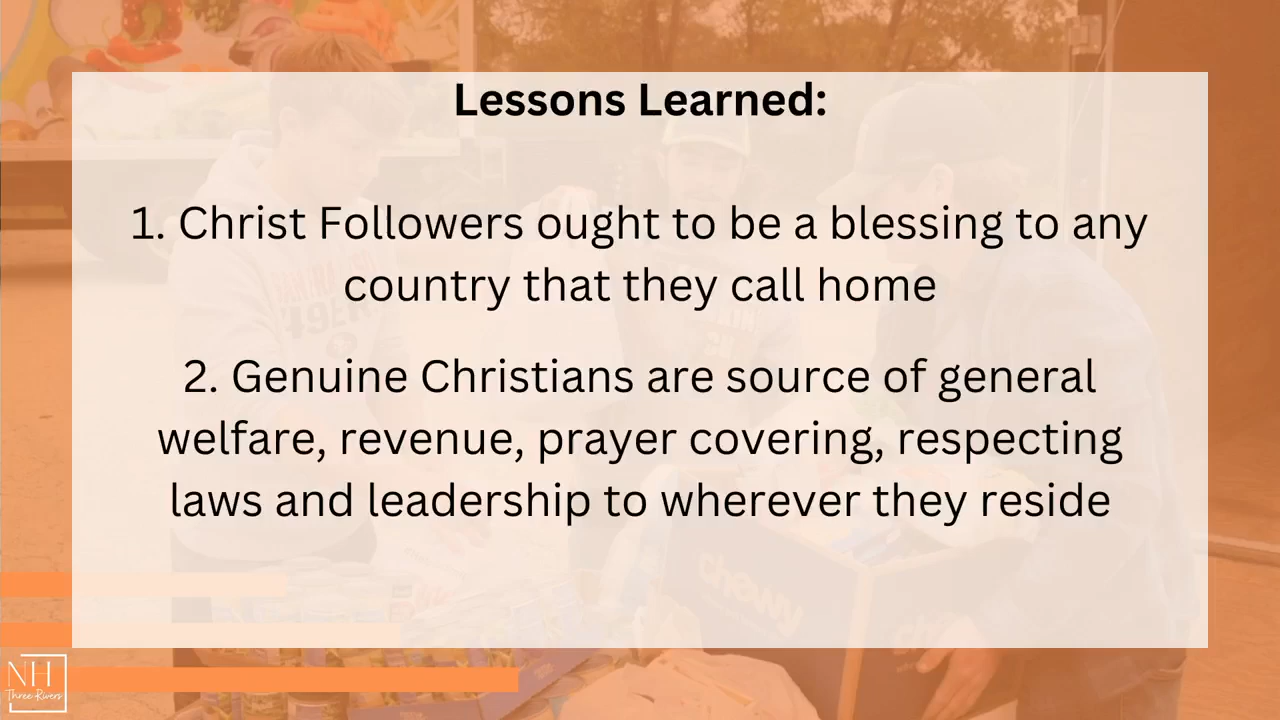 Lessons Learned:
1. Christ Followers ought to be a blessing to any
country that they call home
2. Genuine Christians are source of general
welfare, revenue, prayer covering, respecting
laws and leadership to wherever they reside
49ERS
chewy
NH
Three Rivers